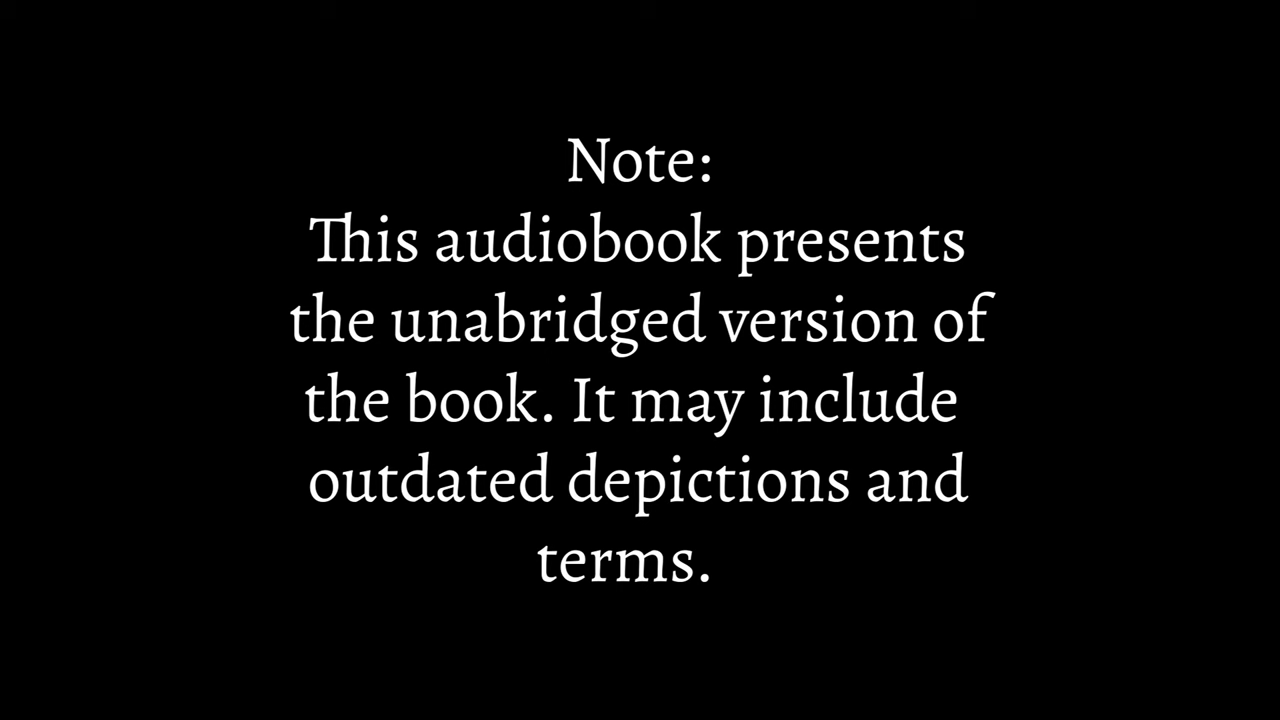 Note:
This audiobook presents
the unabridged version of
the book. It may include
outdated depictions and
terms.